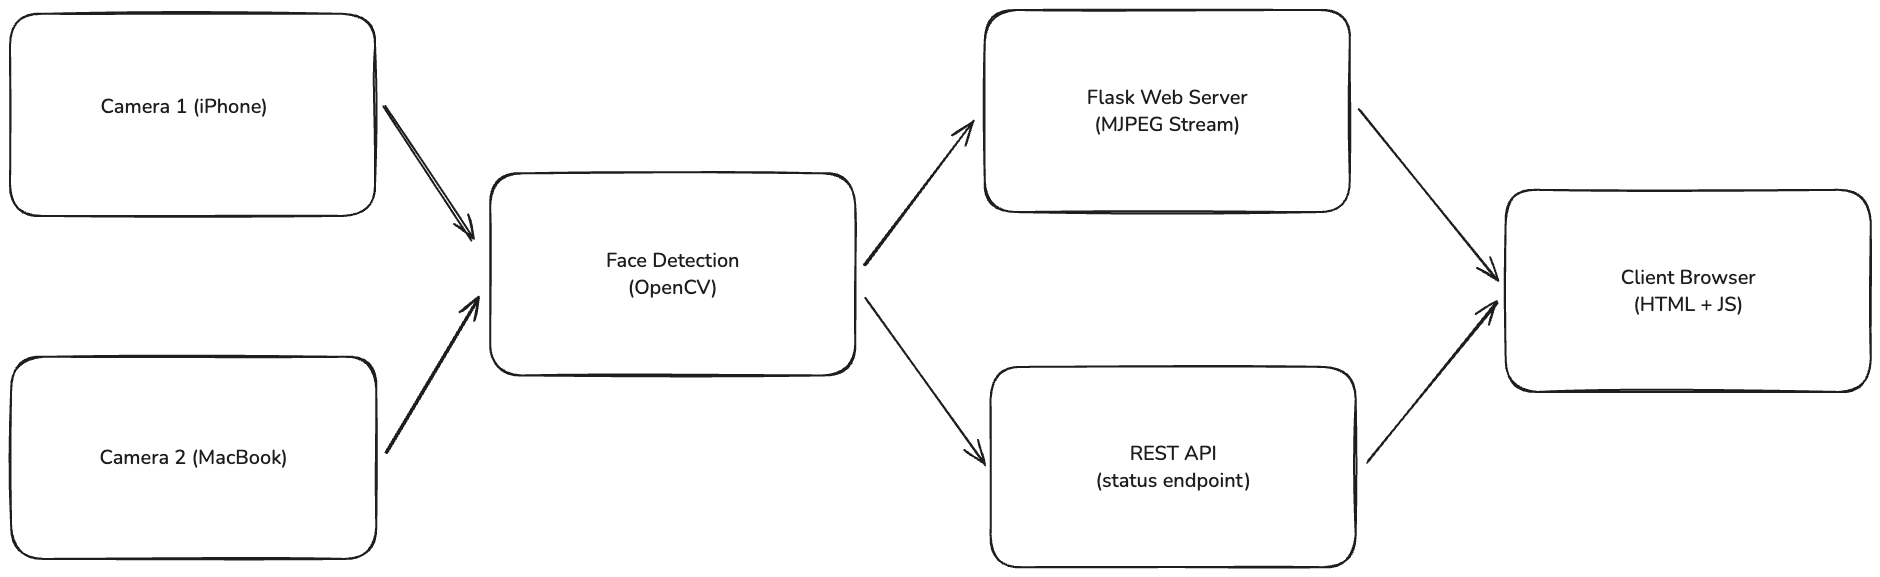 Camera 1 (iPhone)
Camera 2 (MacBook)
Face Detection
(OpenCV)
Flask Web Server
(MJPEG Stream)
REST API
(status endpoint)
Client Browser
(HTML + JS)